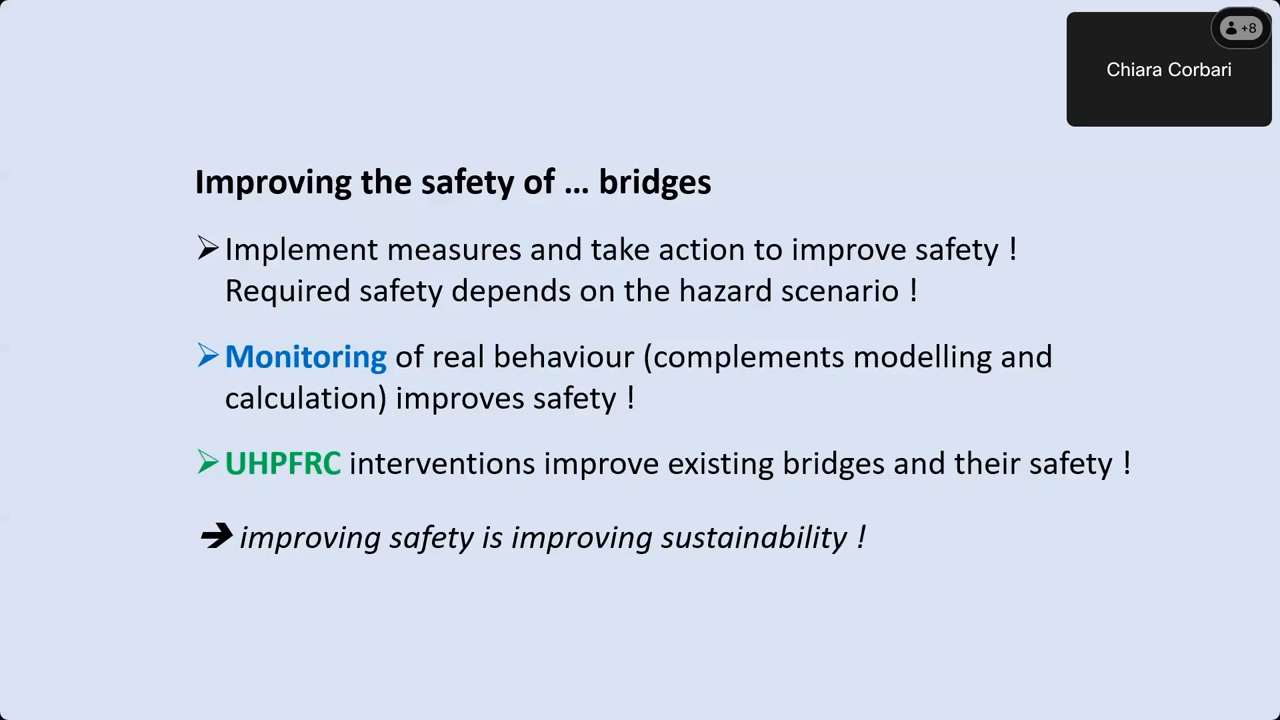 +8
Chiara Corbari
Improving the safety of ... bridges
➢ Implement measures and take action to improve safety !
Required safety depends on the hazard scenario !
➢ Monitoring of real behaviour (complements modelling and
calculation) improves safety !
➢ UHPFRC interventions improve existing bridges and their safety !
➔ improving safety is improving sustainability !